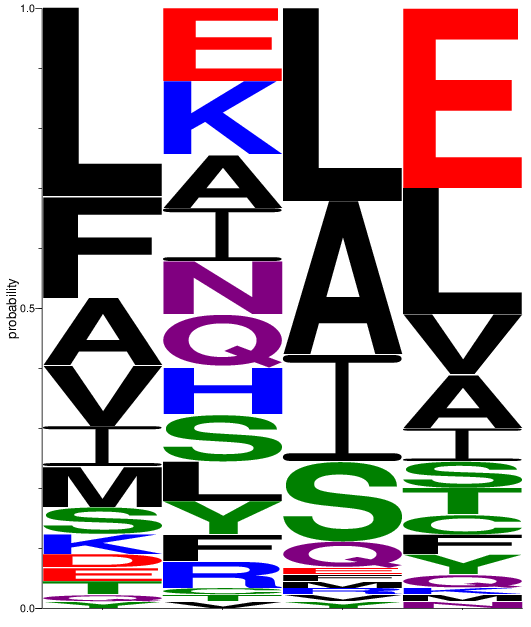 1.0
0.5
0.0
probability
L F A V I M S K D E T Q
E K A I N Q H S L Y F R C V
L A I S Q E F M K V
E L V A I S T C F Y Q K M N